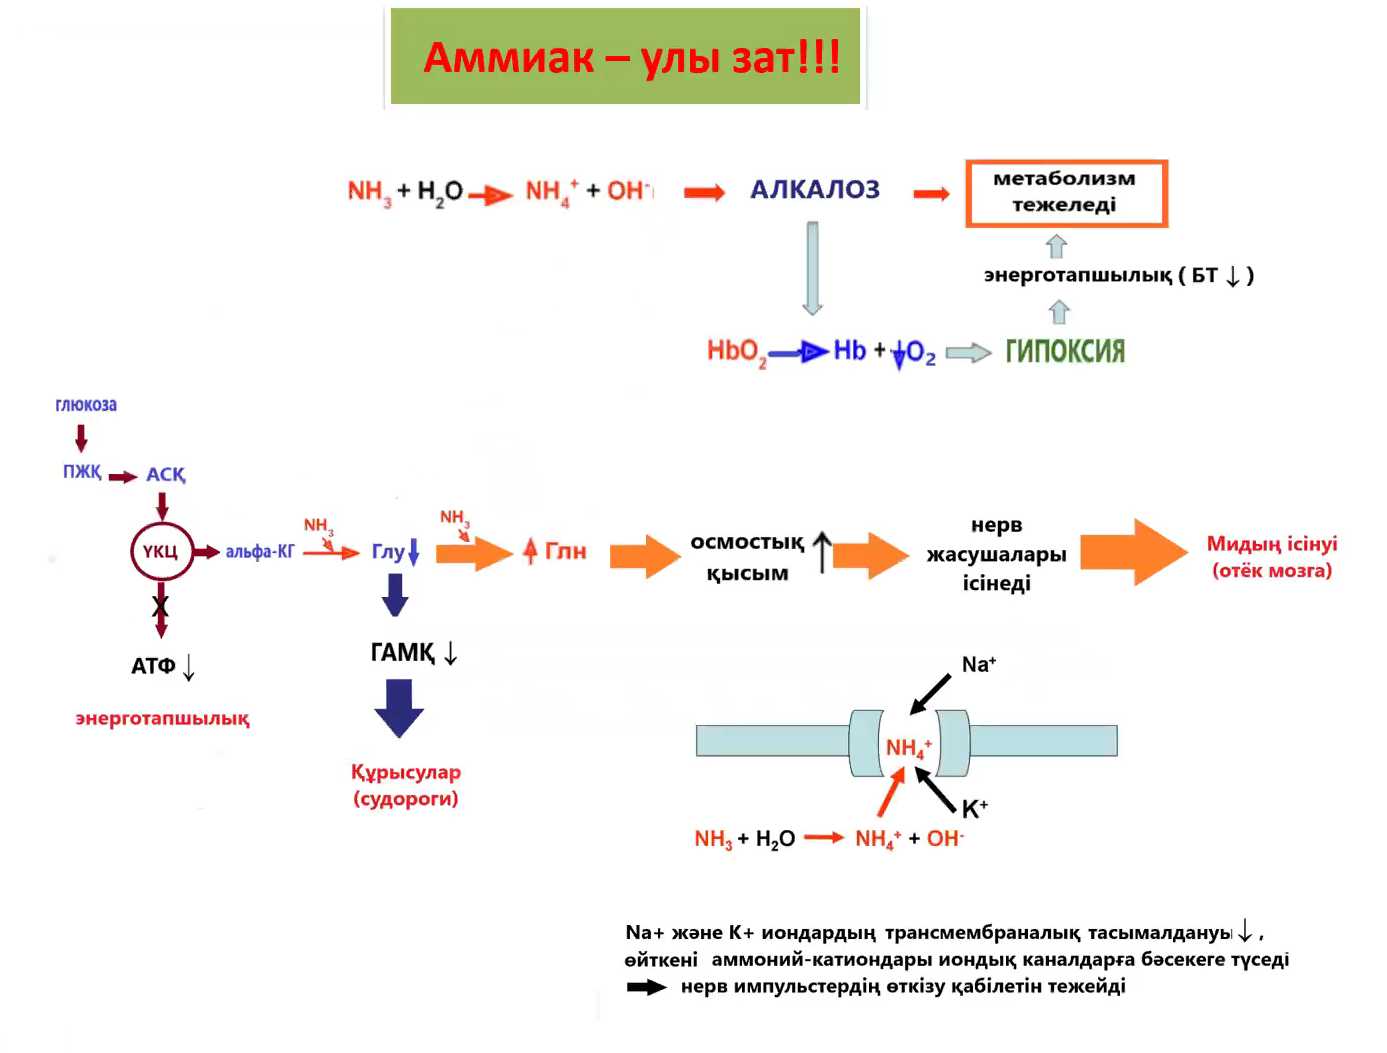 Аммиак – улы зат!!!
NH3 + H2O NH4+ + OH- АЛКАЛОЗ метаболизм тежеледі
энерготапшылық ( БТ ↓ )
HbO2 Hb + O2 ГИПОКСИЯ
глюкоза
ПЖҚ АСҚ
ҮКЦ альфа-КГ NH3 Глу NH3 Глн осмостық қысым ↑ нерв жасушалары ісінеді Мидың ісінуі (отёк мозга)
X
АТФ ↓
энерготапшылық
ГАМҚ ↓
Құрысулар
(судороги)
Na+
NH4+
K+
NH3 + H2O NH4+ + OH-
Na+ және K+ иондардың трансмембраналық тасымалдануы ↓ ,
өйткені аммоний-катиондары иондық каналдарға бәсекеге түседі
нерв импульстердің өткізу қабілетін тежейді